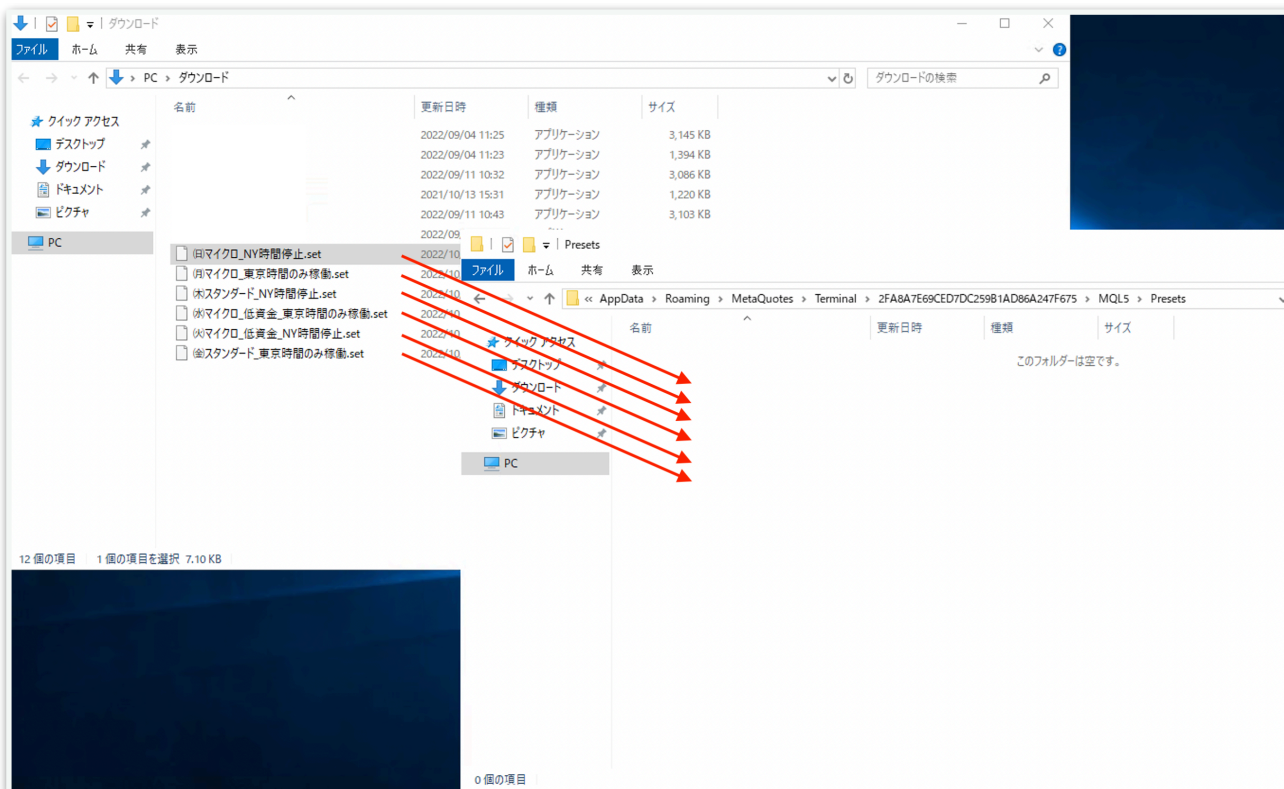 ダウンロード
ファイル ホーム 共有 表示
PC › ダウンロード
ダウンロードの検索
名前 更新日時 種類 サイズ
クイック アクセス
デスクトップ
ダウンロード
ドキュメント
ピクチャ
PC
2022/09/04 11:25 アプリケーション 3,145 KB
2022/09/04 11:23 アプリケーション 1,394 KB
2022/09/11 10:32 アプリケーション 3,086 KB
2021/10/13 15:31 アプリケーション 1,220 KB
2022/09/11 10:43 アプリケーション 3,103 KB
2022/09
㈰マイクロ_NY時間停止.set 2022/10
㈪マイクロ_東京時間のみ稼働.set 2022/10
㈭スタンダード_NY時間停止.set 2022/10
㈬マイクロ_低資金_東京時間のみ稼働.set 2022/10
㈫マイクロ_低資金_NY時間停止.set 2022/10
㈮スタンダード_東京時間のみ稼働.set 2022/10
12 個の項目 1 個の項目を選択 7.10 KB
Presets
ファイル ホーム 共有 表示
« AppData › Roaming › MetaQuotes › Terminal › 2FA8A7E69CED7DC259B1AD86A247F675 › MQL5 › Presets
名前 更新日時 種類 サイズ
このフォルダーは空です。
クイック アクセス
デスクトップ
ダウンロード
ドキュメント
ピクチャ
PC
0 個の項目